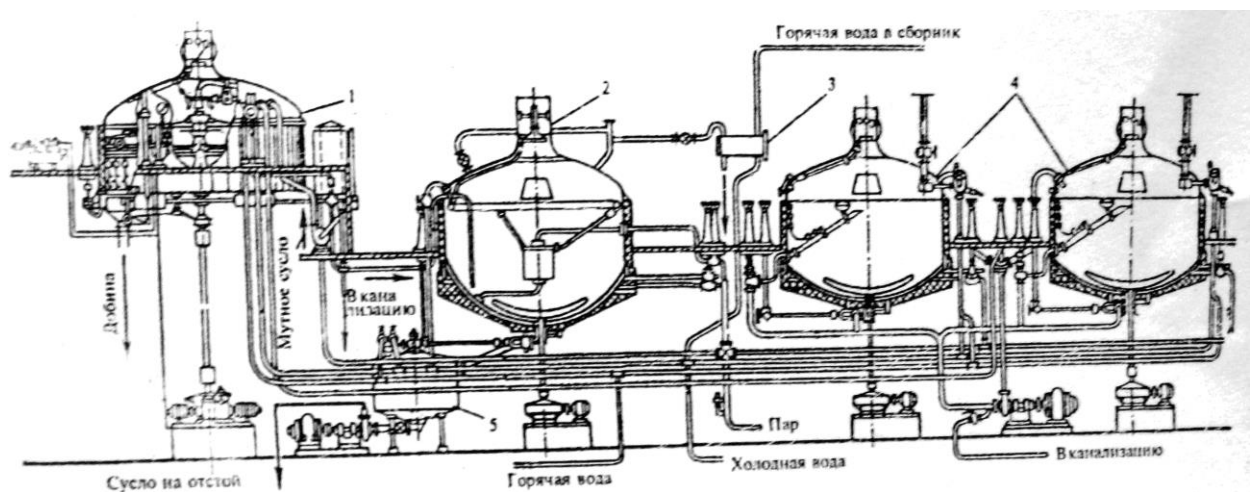 Горячая вода в сборник
1
2
3
4
Дробина
Мутное сусло
В кана
лизацию
5
Пар
Сусло на отстой
Горячая вода
Холодная вода
В канализацию